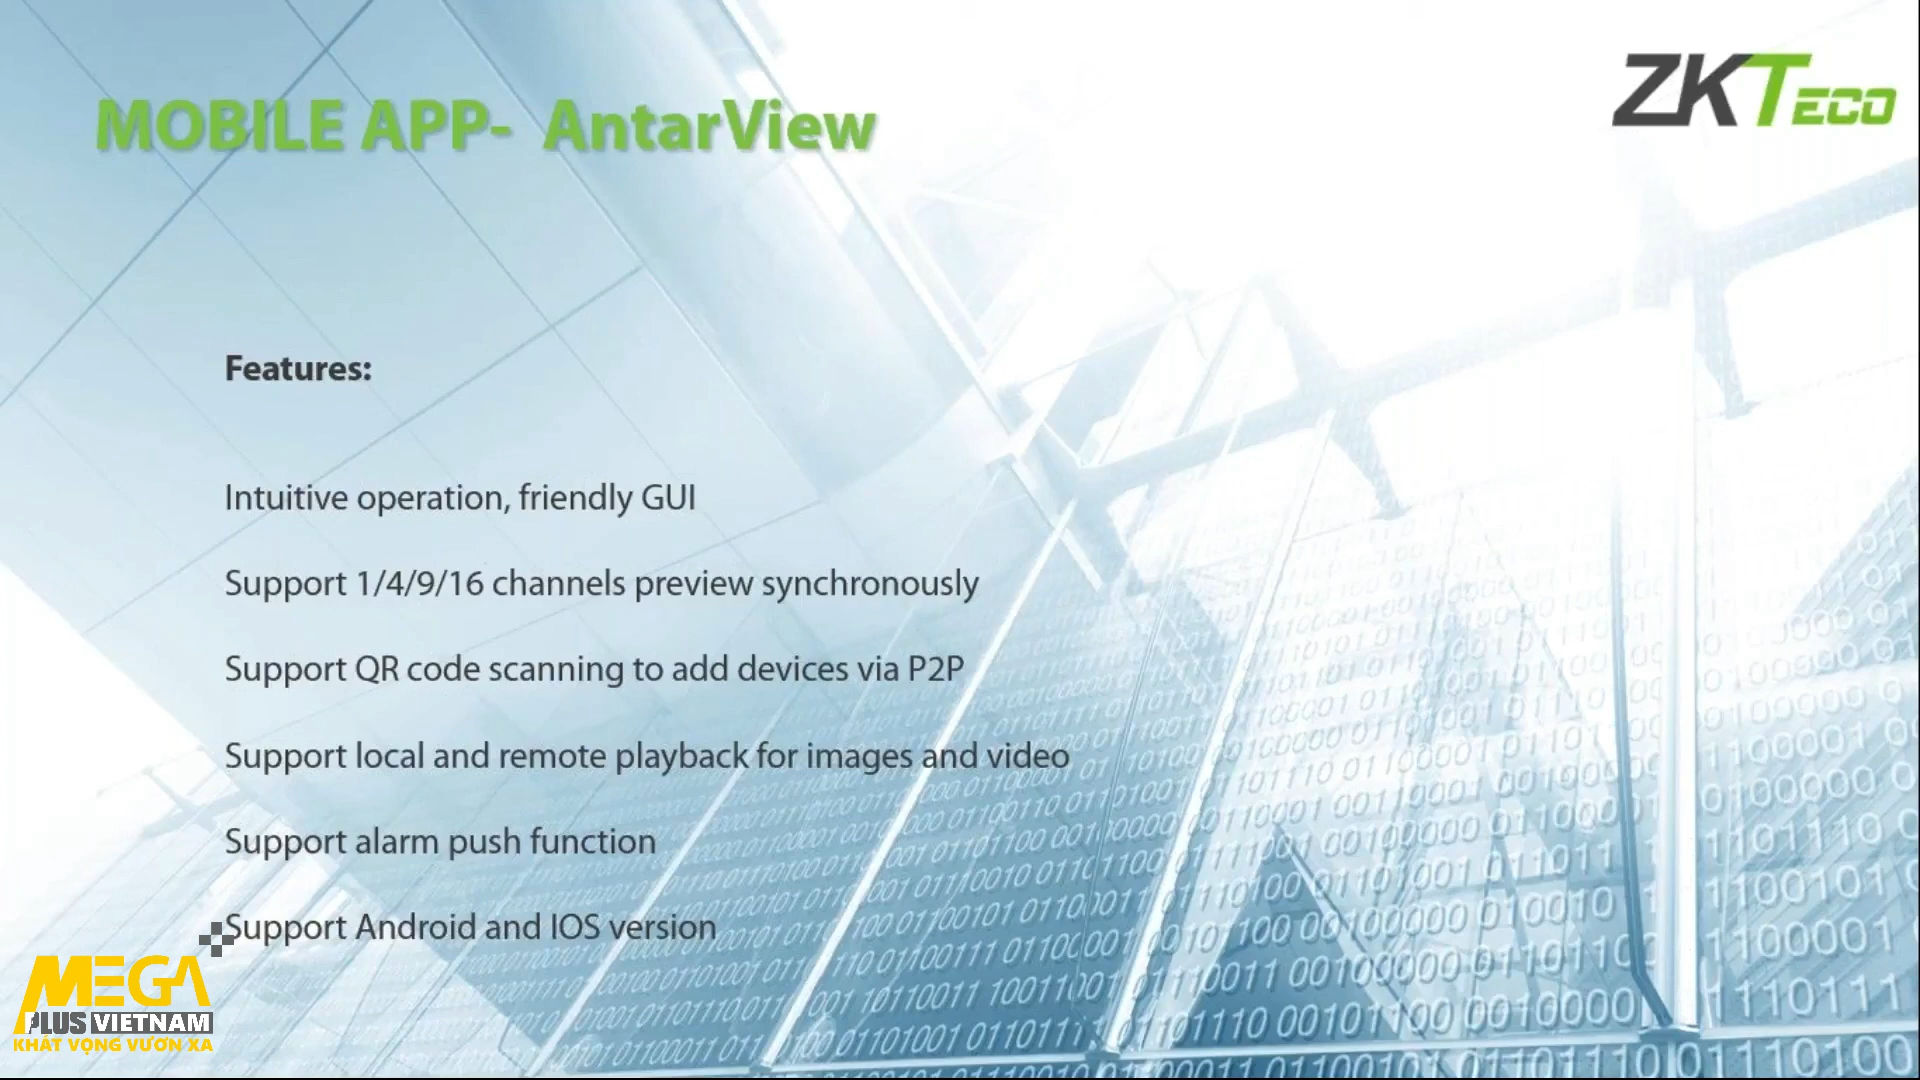 MOBILE APP- AntarView
ZKTECO
Features:
Intuitive operation, friendly GUI
Support 1/4/9/16 channels preview synchronously
Support QR code scanning to add devices via P2P
Support local and remote playback for images and video
Support alarm push function
Support Android and IOS version
MEGA
PLUS VIETNAM
KHÁT VỌNG VƯƠN XA